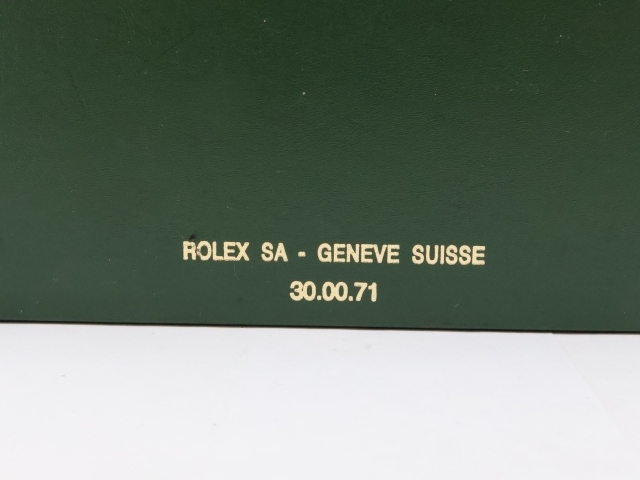 ROLEX SA - GENEVE SUISSE
30.00.71